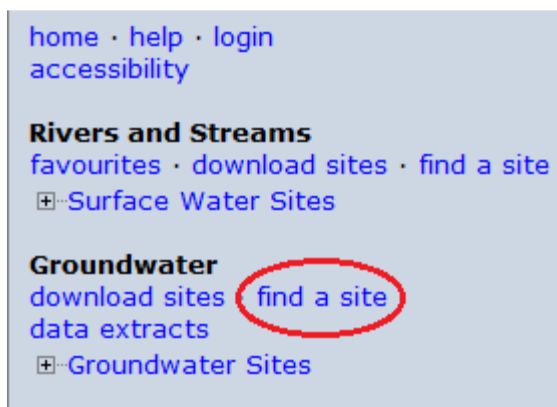 home · help · login
accessibility
Rivers and Streams
favourites · download sites · find a site
Surface Water Sites
Groundwater
download sites · find a site
data extracts
Groundwater Sites